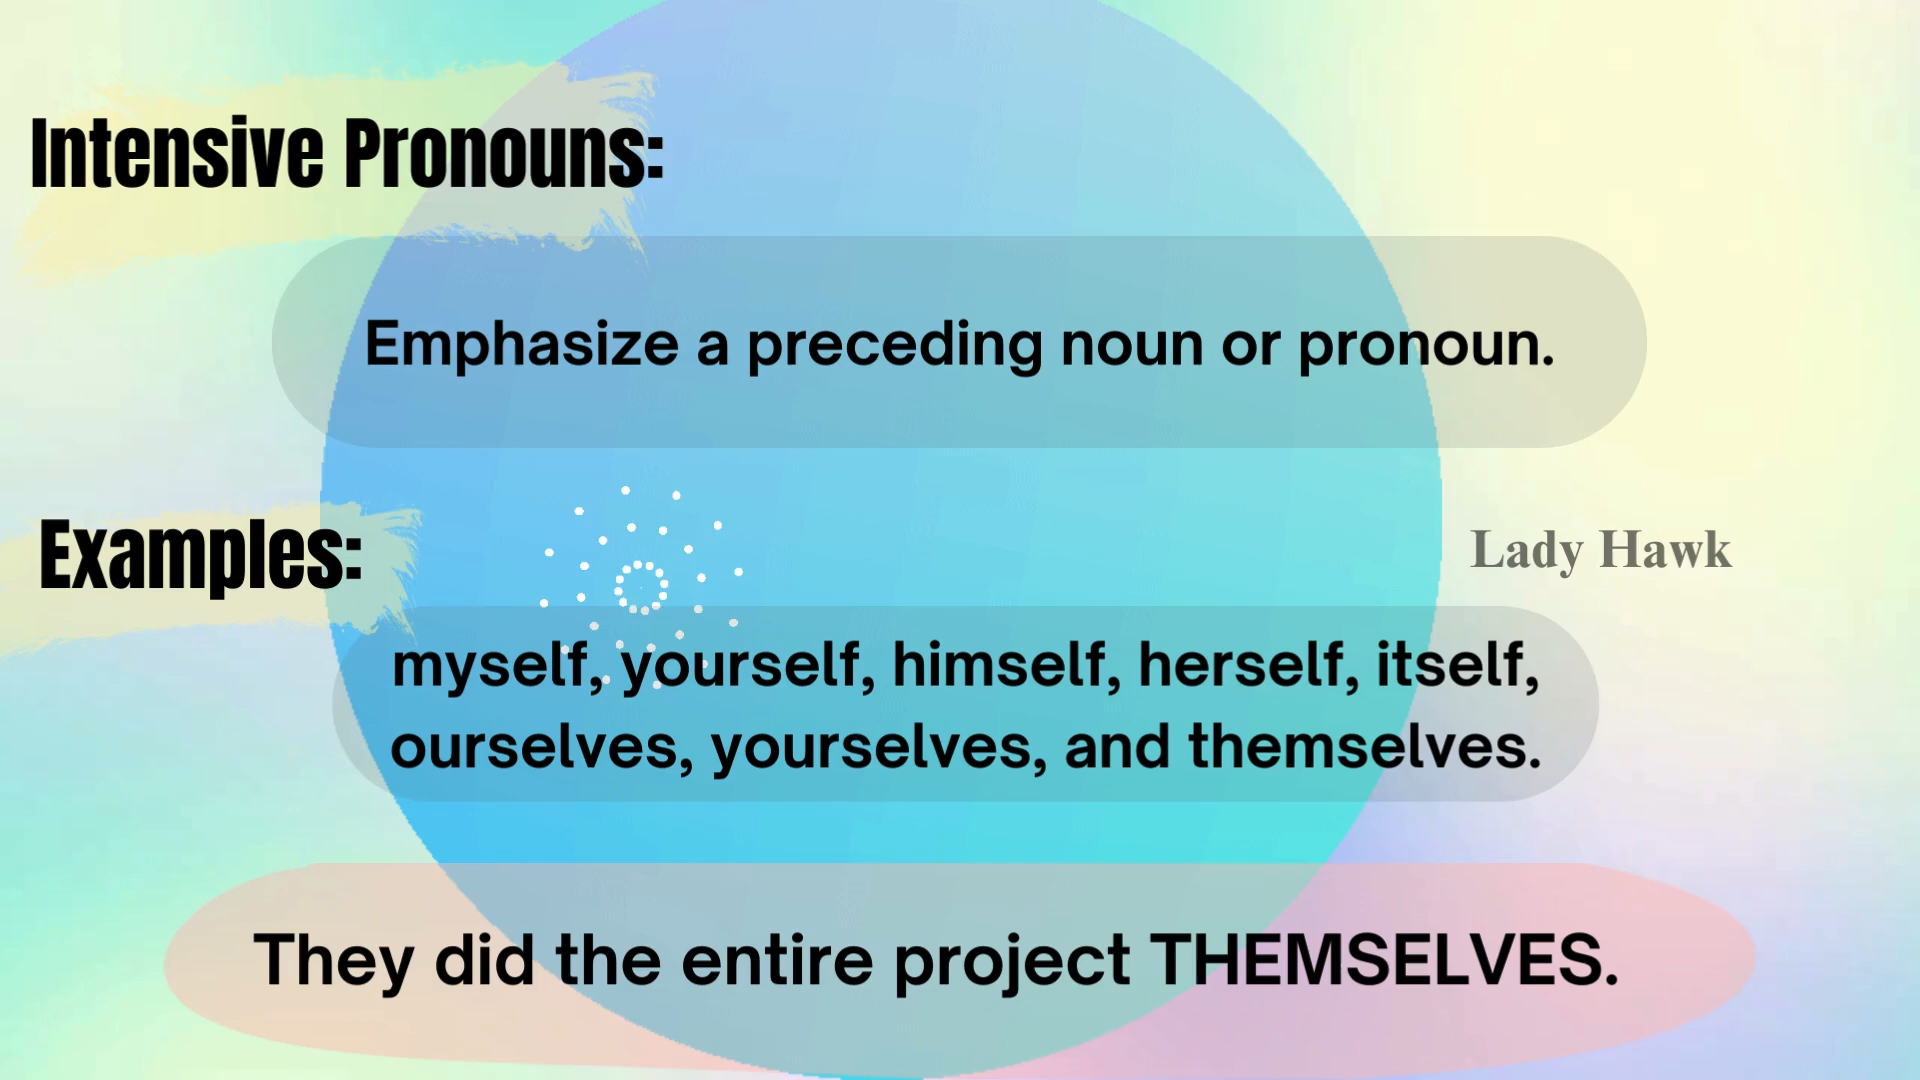 Intensive Pronouns:
Emphasize a preceding noun or pronoun.
Examples:
Lady Hawk
myself, yourself, himself, herself, itself,
ourselves, yourselves, and themselves.
They did the entire project THEMSELVES.